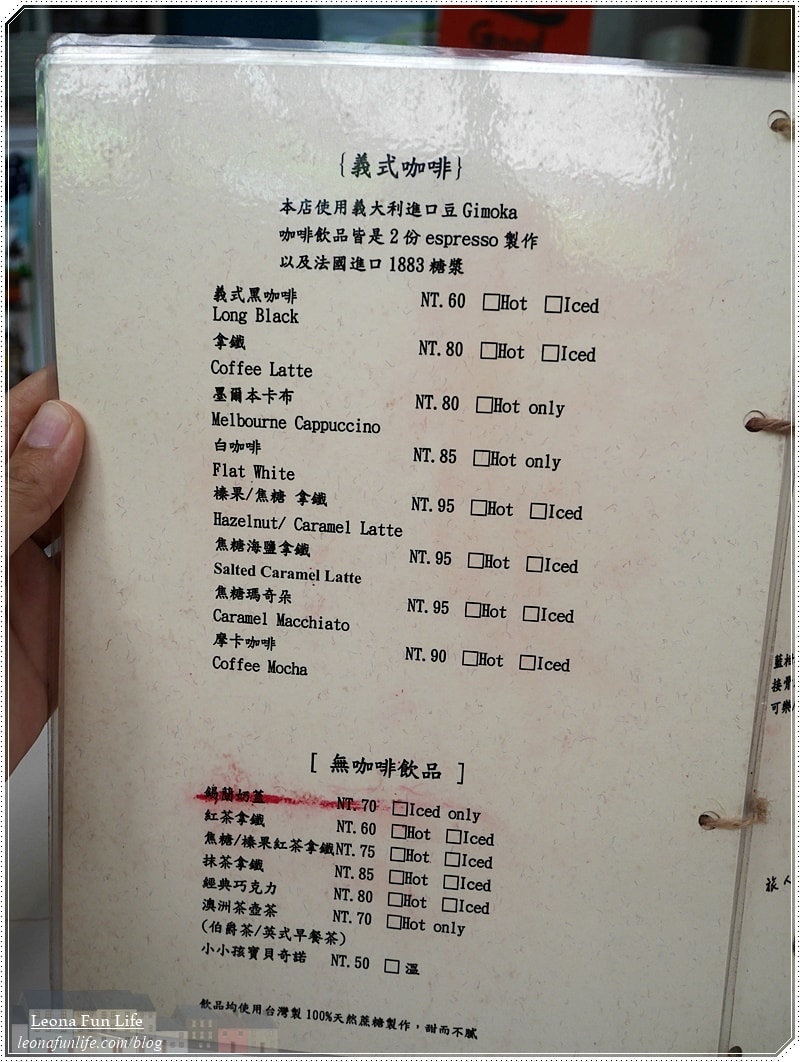 Good
{義式咖啡}
本店使用義大利進口豆 Gimoka
咖啡飲品皆是 2 份 espresso 製作
以及法國進口 1883 糖漿
義式黑咖啡 NT.60 □Hot □Iced
Long Black
拿鐵 NT.80 □Hot □Iced
Coffee Latte
墨爾本卡布 NT.80 □Hot only
Melbourne Cappuccino
白咖啡 NT.85 □Hot only
Flat White
榛果/焦糖 拿鐵 NT.95 □Hot □Iced
Hazelnut/ Caramel Latte
焦糖海鹽拿鐵 NT.95 □Hot □Iced
Salted Caramel Latte
焦糖瑪奇朵 NT.95 □Hot □Iced
Caramel Macchiato
摩卡咖啡 NT.90 □Hot □Iced
Coffee Mocha
[ 無咖啡飲品 ]
錫蘭奶蓋 NT.70 □Iced only
紅茶拿鐵 NT.60 □Hot □Iced
焦糖/榛果紅茶拿鐵 NT.75 □Hot □Iced
抹茶拿鐵 NT.85 □Hot □Iced
經典巧克力 NT.80 □Hot □Iced
澳洲茶壺茶 NT.70 □Hot only
(伯爵茶/英式早餐茶)
小小孩寶貝奇諾 NT.50 □ 溫
飲品均使用台灣製 100%天然蔗糖製作，甜而不膩
接骨
可樂/
旅人
Leona Fun Life
leonafunlife.com/blog